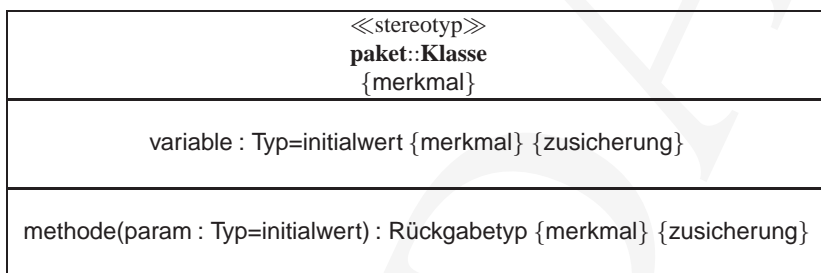 ≪stereotyp≫
paket::Klasse
{merkmal}
variable : Typ=initialwert {merkmal} {zusicherung}
methode(param : Typ=initialwert) : Rückgabetyp {merkmal} {zusicherung}